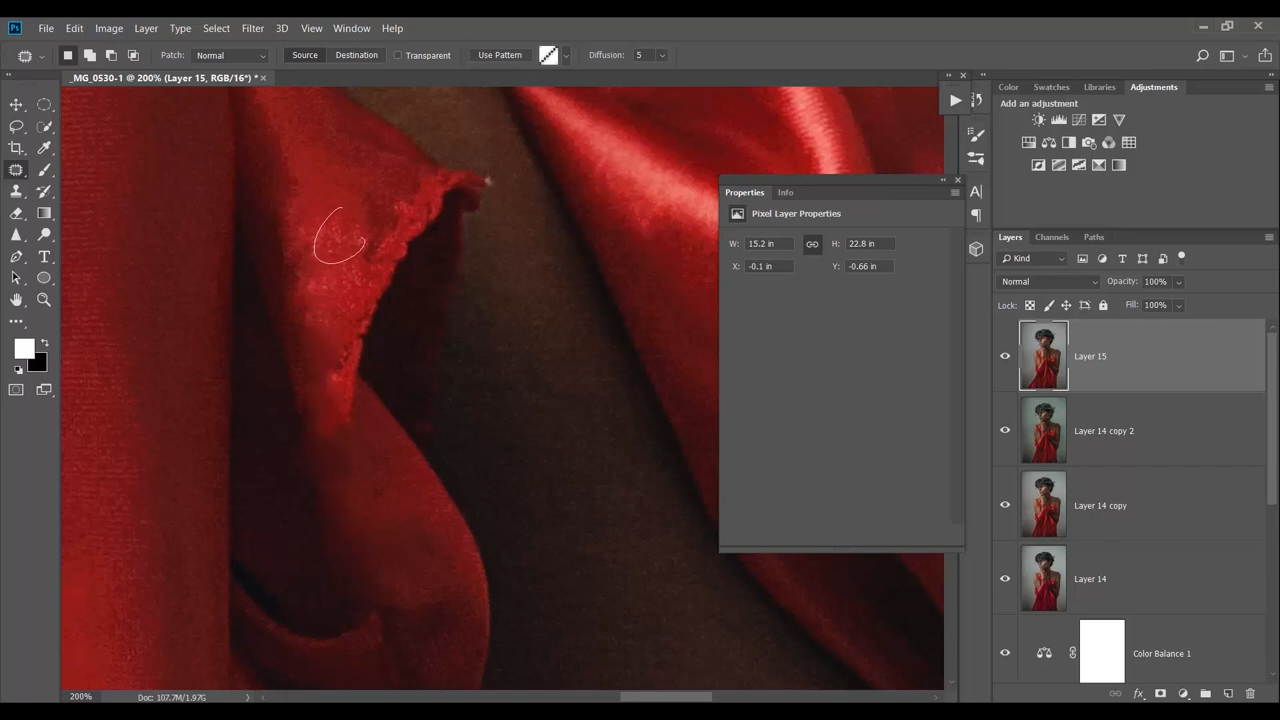 Ps File Edit Image Layer Type Select Filter 3D View Window Help
Patch: Normal Source Destination Transparent Use Pattern Diffusion: 5
_MG_0530-1 @ 200% (Layer 15, RGB/16*) *
Color Swatches Libraries Adjustments
Add an adjustment
Properties Info
Pixel Layer Properties
W: 15.2 in H: 22.8 in
X: -0.1 in Y: -0.66 in
Layers Channels Paths
Kind
Normal Opacity: 100%
Lock: Fill: 100%
Layer 15
Layer 14 copy 2
Layer 14 copy
Layer 14
Color Balance 1
200% Doc: 107.7M/1.97G